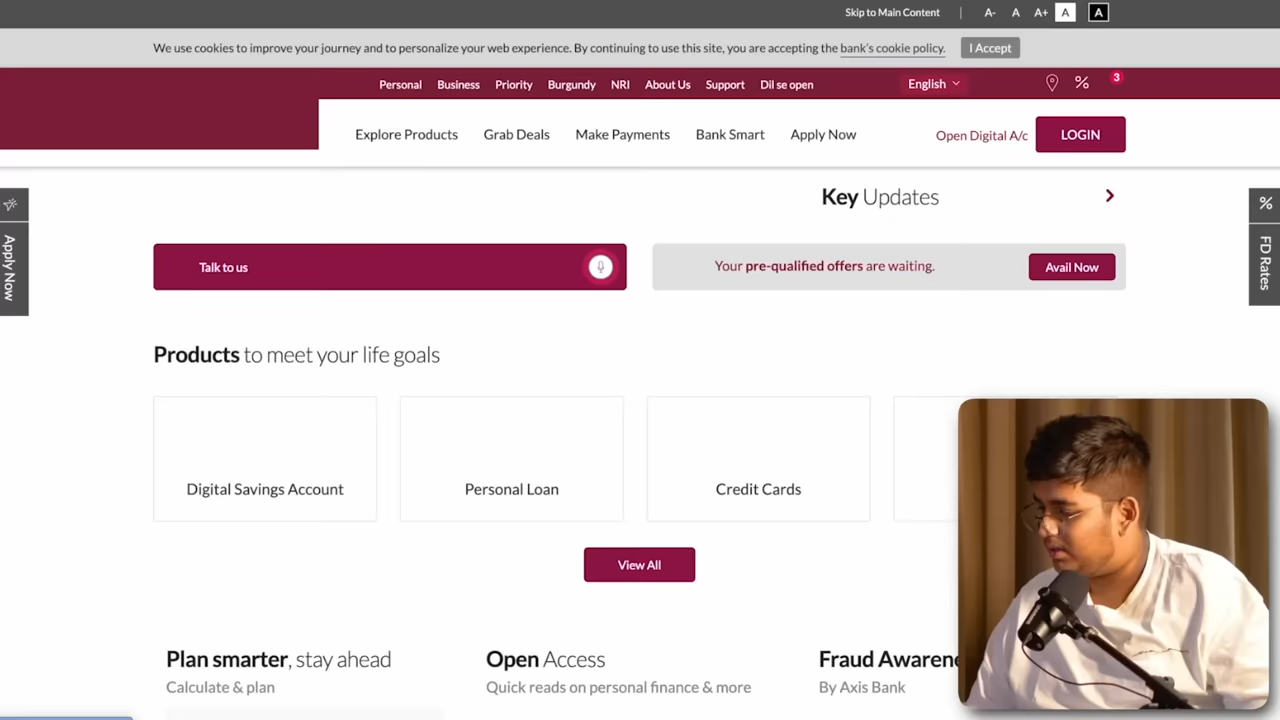 Skip to Main Content | A- A A+ A A
We use cookies to improve your journey and to personalize your web experience. By continuing to use this site, you are accepting the bank's cookie policy. I Accept
Personal Business Priority Burgundy NRI About Us Support Dil se open English % 3
Explore Products Grab Deals Make Payments Bank Smart Apply Now Open Digital A/c LOGIN
Key Updates
Apply Now
%
FD Rates
Talk to us
Your pre-qualified offers are waiting. Avail Now
Products to meet your life goals
Digital Savings Account Personal Loan Credit Cards
View All
Plan smarter, stay ahead
Calculate & plan
Open Access
Quick reads on personal finance & more
Fraud Awarene
By Axis Bank